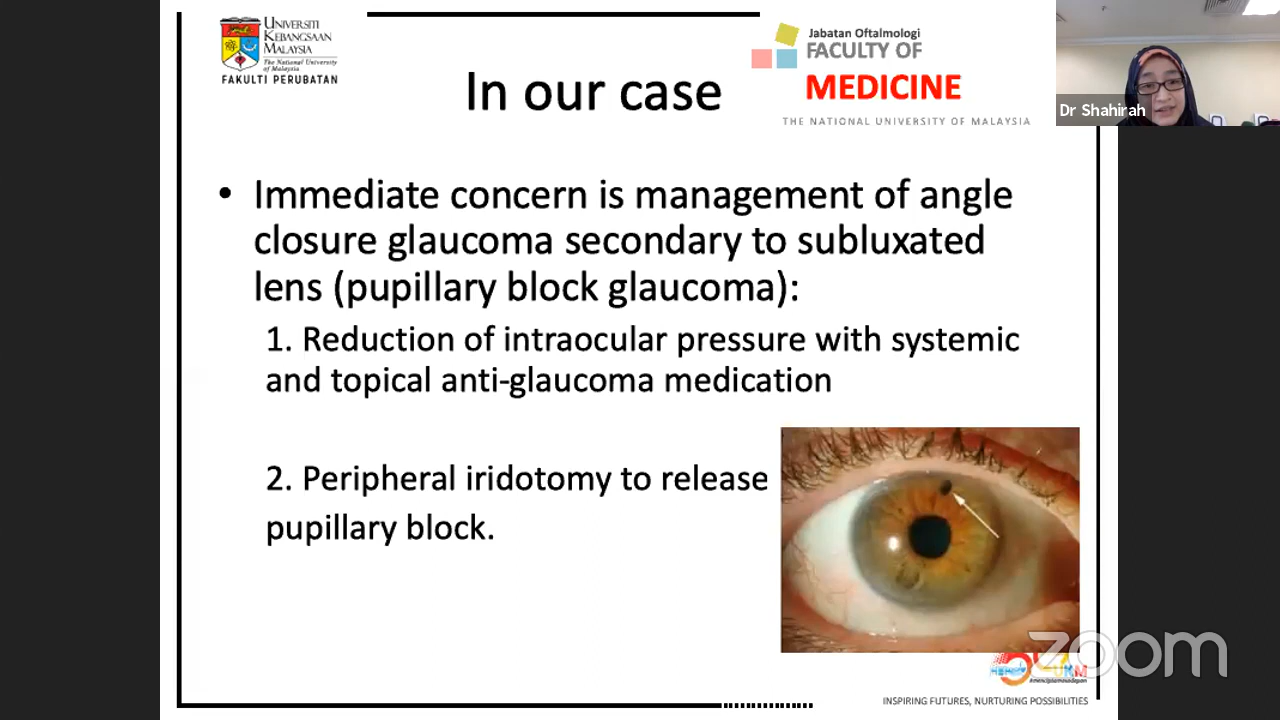 UNIVERSITI
KEBANGSAAN
MALAYSIA
The National University
of Malaysia
FAKULTI PERUBATAN
Jabatan Oftalmologi
FACULTY OF
MEDICINE
THE NATIONAL UNIVERSITY OF MALAYSIA
Dr Shahirah
In our case
• Immediate concern is management of angle
closure glaucoma secondary to subluxated
lens (pupillary block glaucoma):
1. Reduction of intraocular pressure with systemic
and topical anti-glaucoma medication
2. Peripheral iridotomy to release
pupillary block.
zoom
UKM
INSPIRING FUTURES, NURTURING POSSIBILITIES